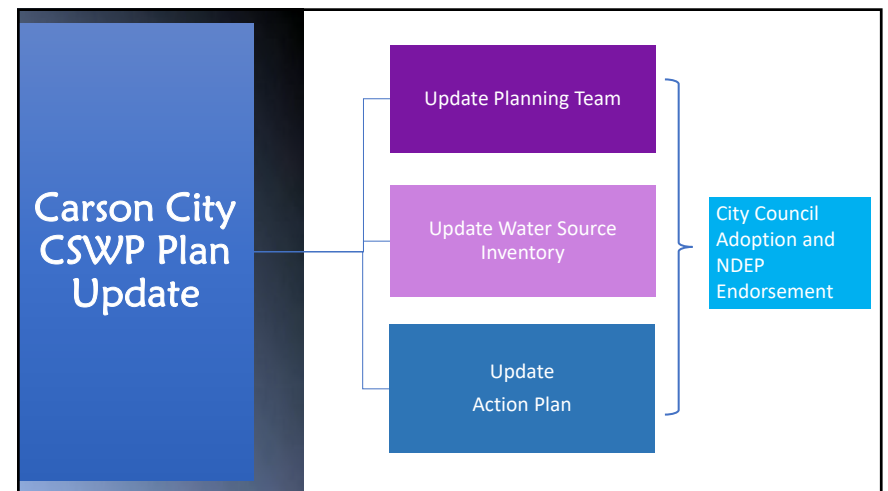 Carson City
CSWP Plan
Update
Update Planning Team
Update Water Source
Inventory
Update
Action Plan
City Council
Adoption and
NDEP
Endorsement